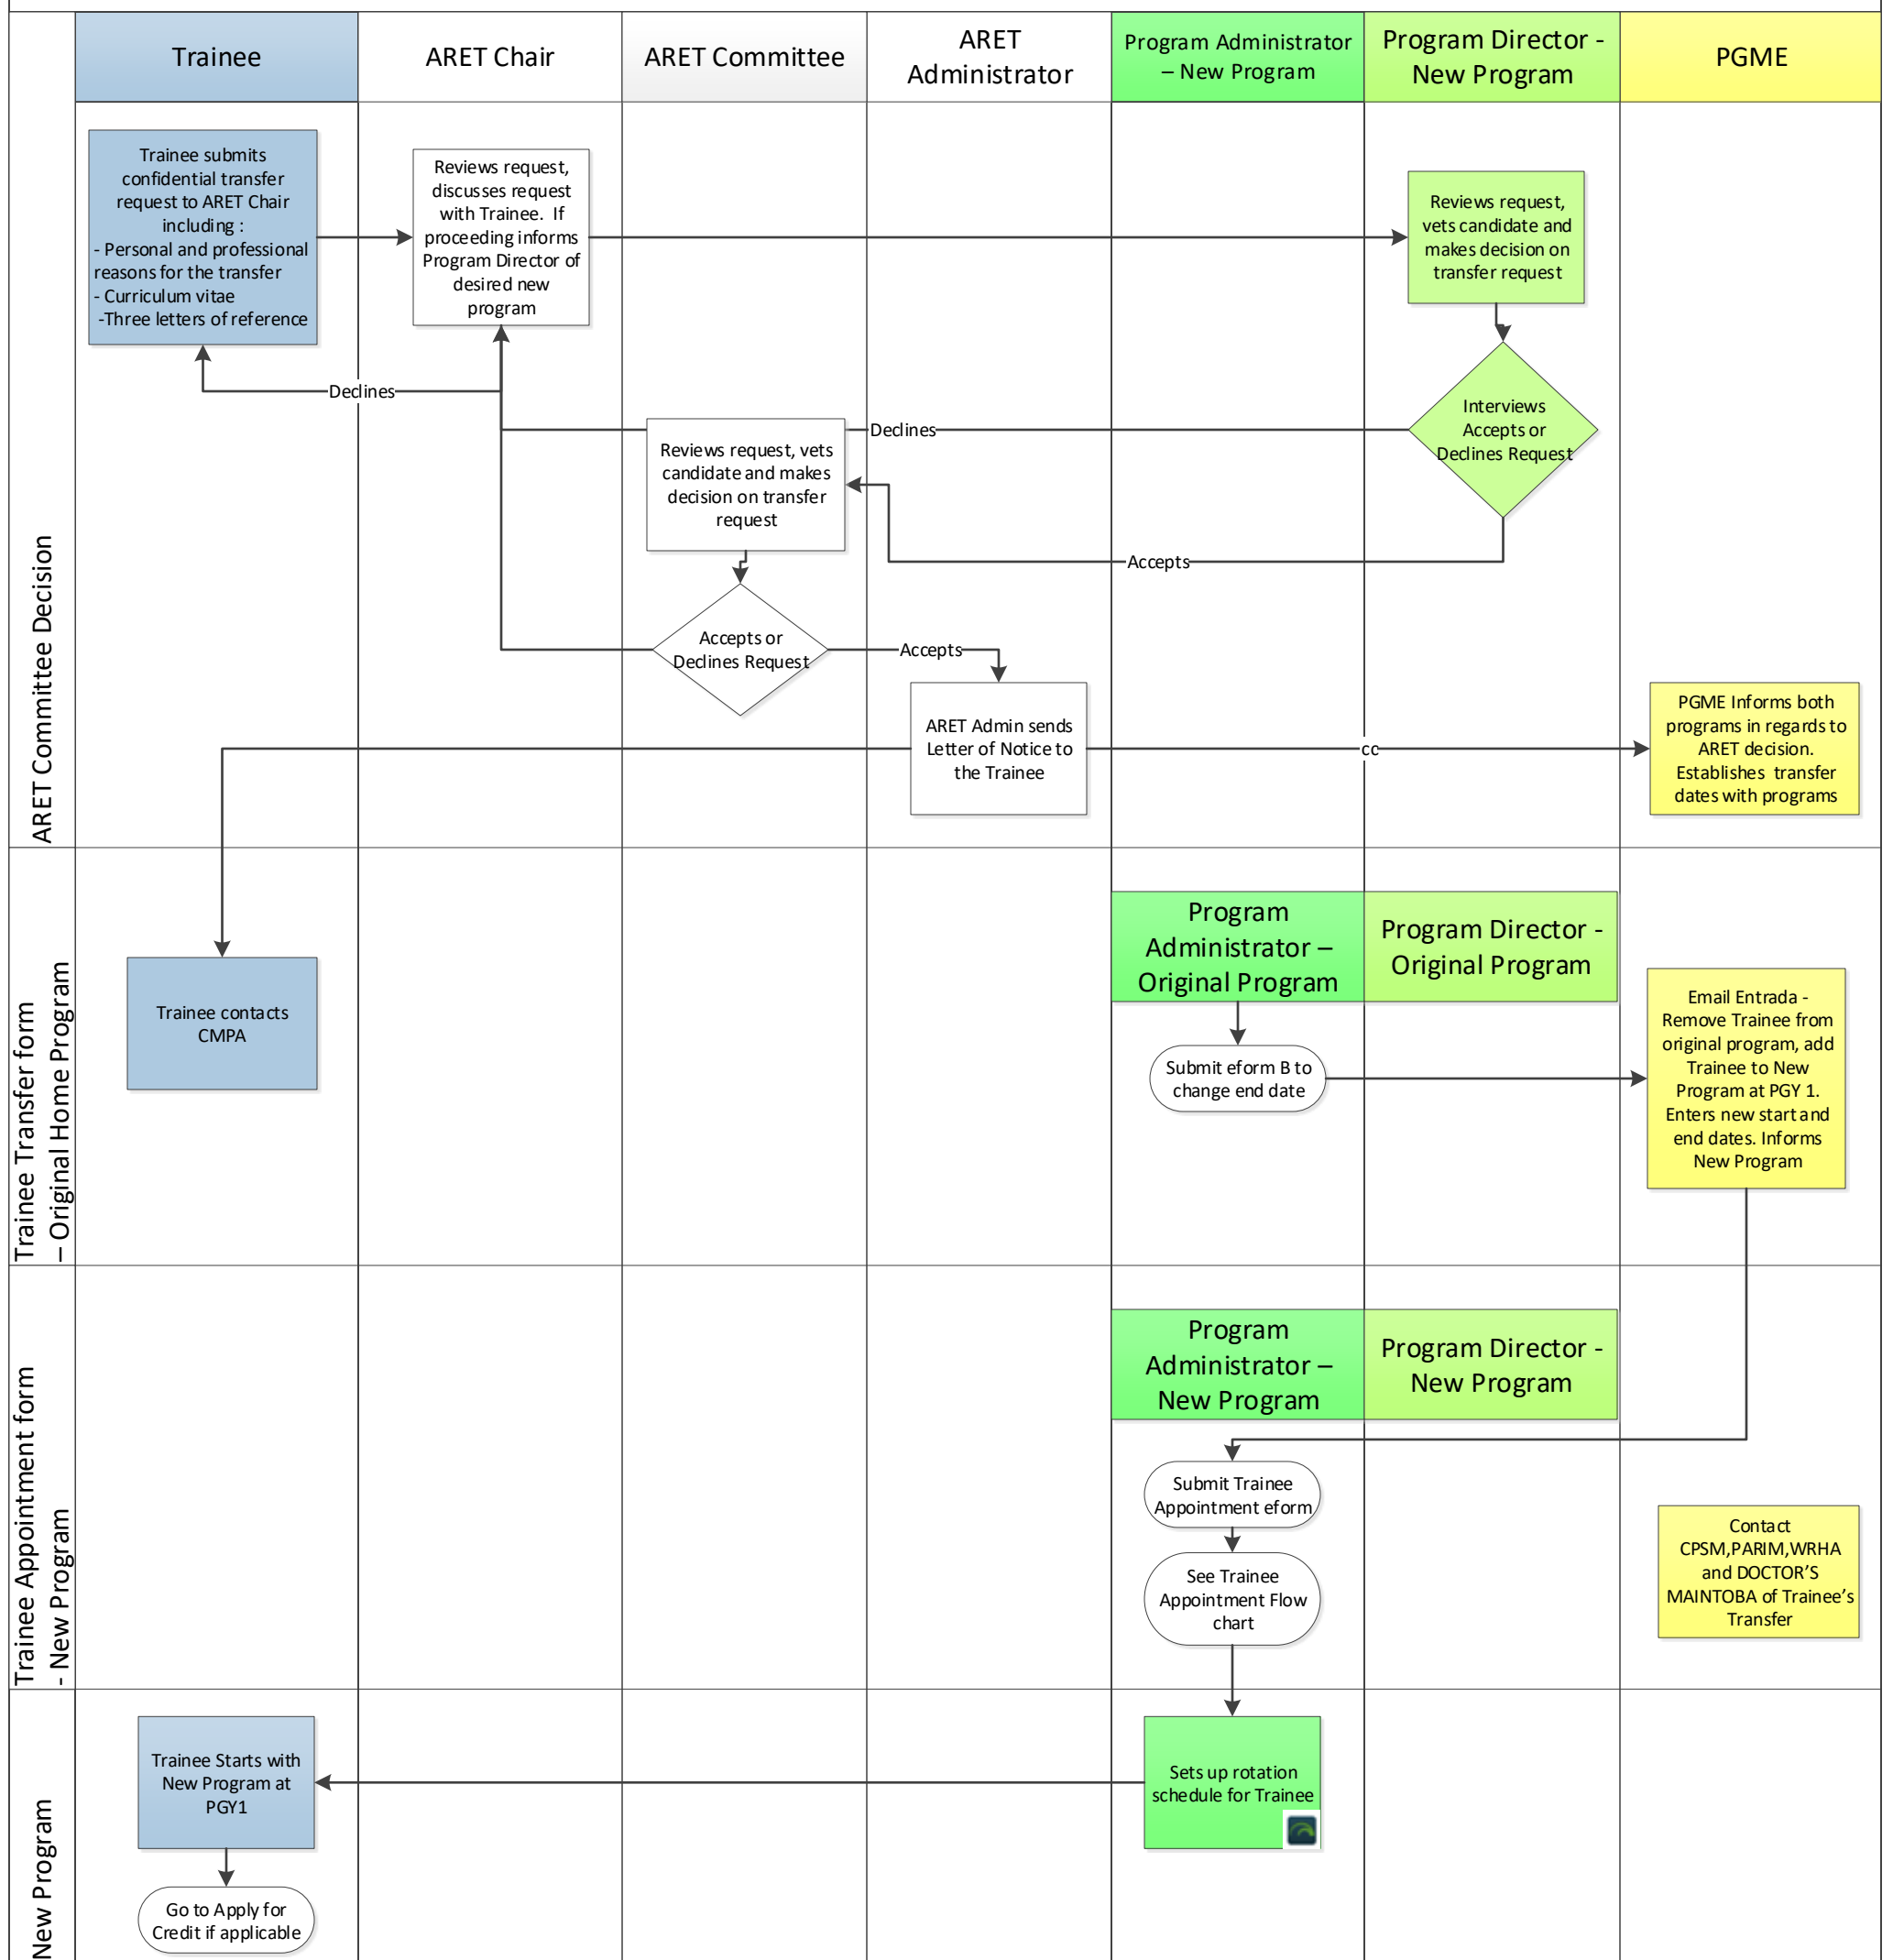 Trainee
ARET Chair
ARET Committee
ARET
Administrator
Program Administrator
– New Program
Program Director -
New Program
PGME
ARET Committee Decision
Trainee submits
confidential transfer
request to ARET Chair
including :
- Personal and professional
reasons for the transfer
- Curriculum vitae
-Three letters of reference
Reviews request,
discusses request
with Trainee. If
proceeding informs
Program Director of
desired new
program
Reviews request,
vets candidate and
makes decision on
transfer request
Declines
Interviews
Accepts or
Declines Request
Declines
Reviews request, vets
candidate and makes
decision on transfer
request
Accepts
Accepts or
Declines Request
Accepts
ARET Admin sends
Letter of Notice to
the Trainee
cc
PGME Informs both
programs in regards to
ARET decision.
Establishes transfer
dates with programs
Trainee Transfer form
– Original Home Program
Program
Administrator –
Original Program
Program Director -
Original Program
Trainee contacts
CMPA
Submit eform B to
change end date
Email Entrada -
Remove Trainee from
original program, add
Trainee to New
Program at PGY 1.
Enters new start and
end dates. Informs
New Program
Trainee Appointment form
- New Program
Program
Administrator –
New Program
Program Director -
New Program
Submit Trainee
Appointment eform
See Trainee
Appointment Flow
chart
Contact
CPSM,PARIM,WRHA
and DOCTOR’S
MAINTOBA of Trainee’s
Transfer
New Program
Trainee Starts with
New Program at
PGY1
Sets up rotation
schedule for Trainee
Go to Apply for
Credit if applicable